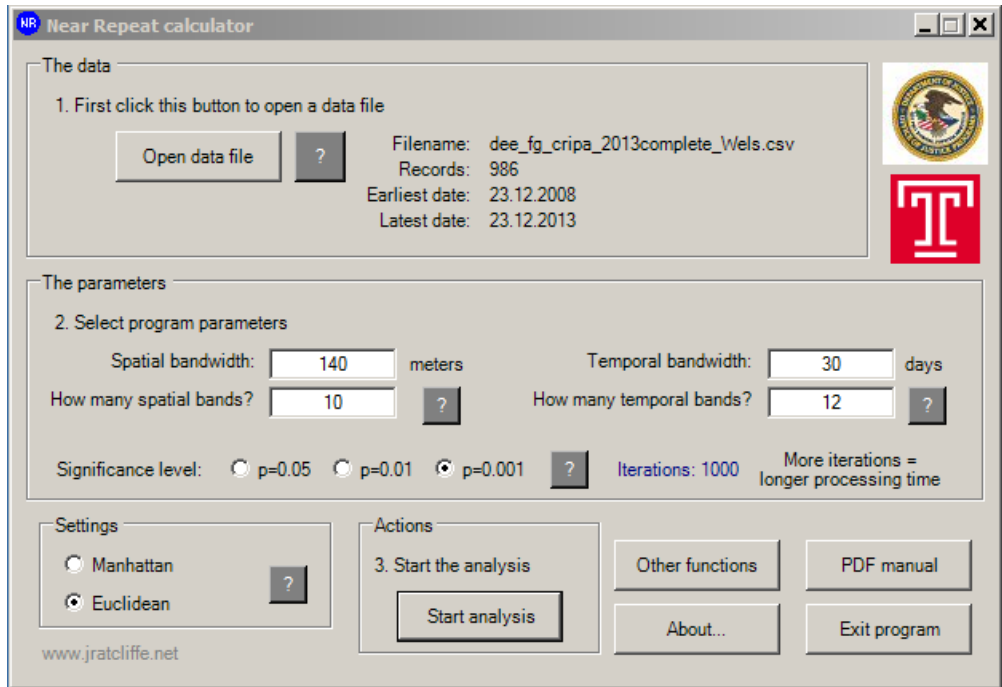 NR Near Repeat calculator
The data
1. First click this button to open a data file
Open data file
?
Filename: dee_fg_cripa_2013complete_Wels.csv
Records: 986
Earliest date: 23.12.2008
Latest date: 23.12.2013
The parameters
2. Select program parameters
Spatial bandwidth: 140 meters
Temporal bandwidth: 30 days
How many spatial bands? 10 ?
How many temporal bands? 12 ?
Significance level: p=0.05 p=0.01 p=0.001 ?
Iterations: 1000
More iterations =
longer processing time
Settings
Manhattan
Euclidean
?
Actions
3. Start the analysis
Start analysis
Other functions
PDF manual
About...
Exit program
www.jratcliffe.net